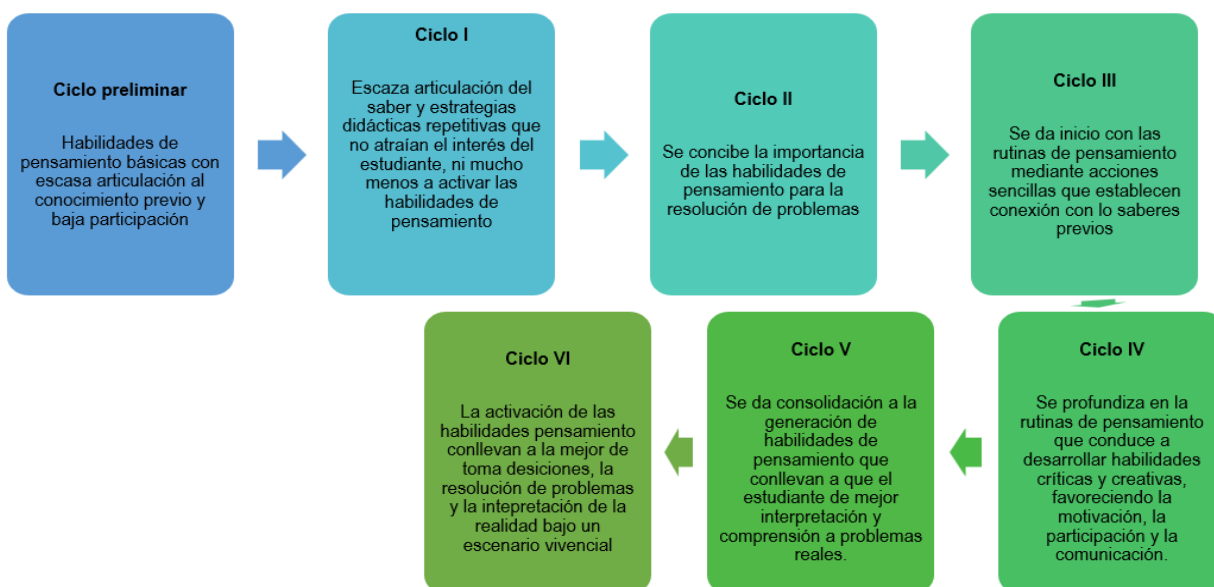 Ciclo preliminar
Habilidades de
pensamiento básicas con
escasa articulación al
conocimiento previo y
baja participación
Ciclo I
Escaza articulación del
saber y estrategias
didácticas repetitivas que
no atraían el interés del
estudiante, ni mucho
menos a activar las
habilidades de
pensamiento
Ciclo II
Se concibe la importancia
de las habilidades de
pensamiento para la
resolución de problemas
Ciclo III
Se da inicio con las
rutinas de pensamiento
mediante acciones
sencillas que establecen
conexión con lo saberes
previos
Ciclo IV
Se profundiza en la
rutinas de pensamiento
que conduce a
desarrollar habilidades
críticas y creativas,
favoreciendo la
motivación, la
participación y la
comunicación.
Ciclo V
Se da consolidación a la
generación de
habilidades de
pensamiento que
conllevan a que el
estudiante de mejor
interpretación y
comprensión a problemas
reales.
Ciclo VI
La activación de las
habilidades pensamiento
conllevan a la mejor de
toma desiciones, la
resolución de problemas
y la intepretación de la
realidad bajo un
escenario vivencial